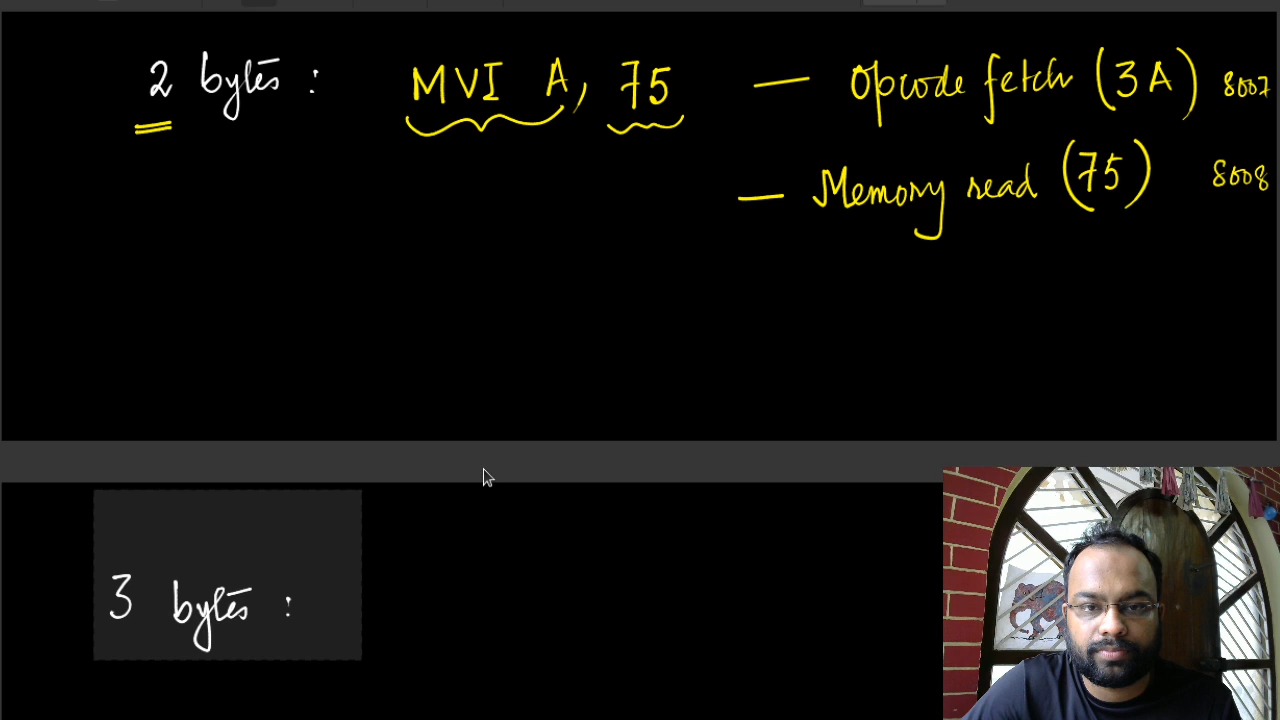 2 bytes : MVI A, 75 — Opcode fetch (3A) 8007
— Memory read (75) 8008
3 bytes :